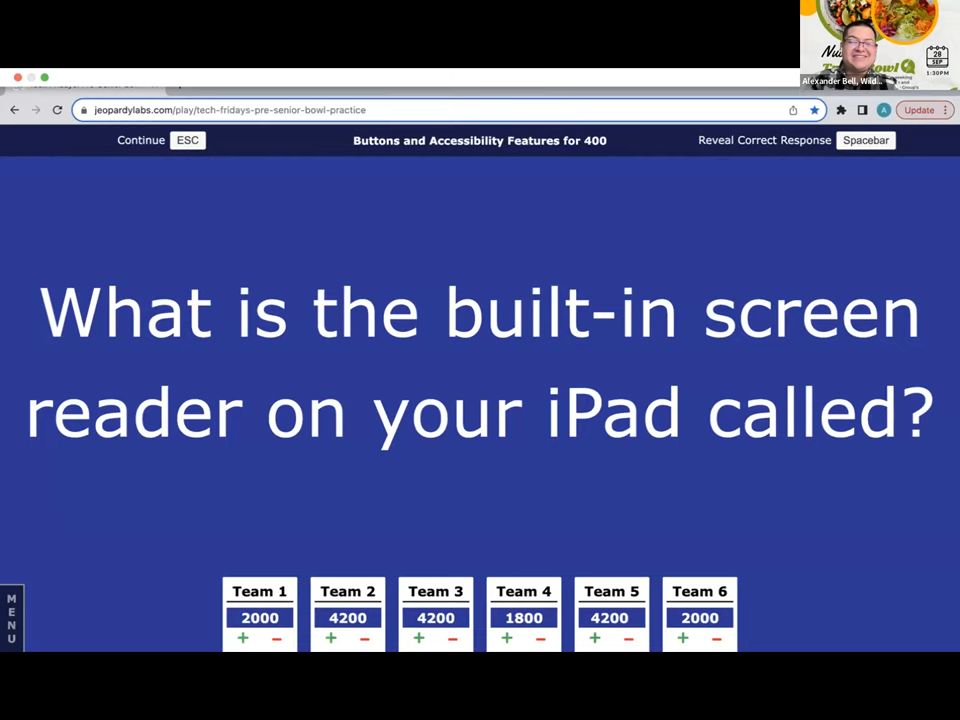 28
SEP
1:30PM
Alexander Bell, Wild...
jeopardylabs.com/play/tech-fridays-pre-senior-bowl-practice
A
Update
Continue ESC
Buttons and Accessibility Features for 400
Reveal Correct Response Spacebar
What is the built-in screen
reader on your iPad called?
MENU
Team 1 Team 2 Team 3 Team 4 Team 5 Team 6
2000 4200 4200 1800 4200 2000
+ − + − + − + − + − + −